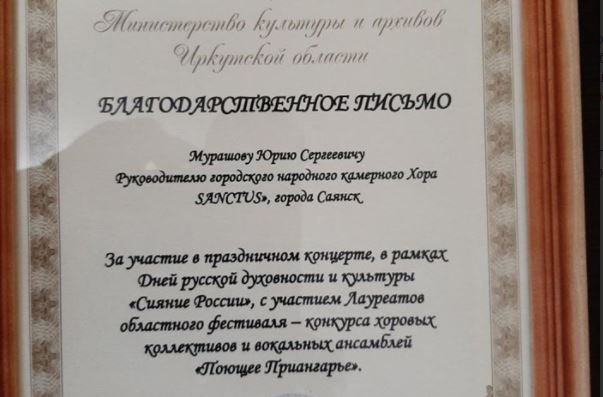 Министерство культуры и архивов
Иркутской области
БЛАГОДАРСТВЕННОЕ ПИСЬМО
Мурашову Юрию Сергеевичу
Руководителю городского народного камерного Хора
SANCTUS», города Саянск
За участие в праздничном концерте, в рамках
Дней русской духовности и культуры
«Сияние России», с участием Лауреатов
областного фестиваля – конкурса хоровых
коллективов и вокальных ансамблей
«Поющее Приангарье».